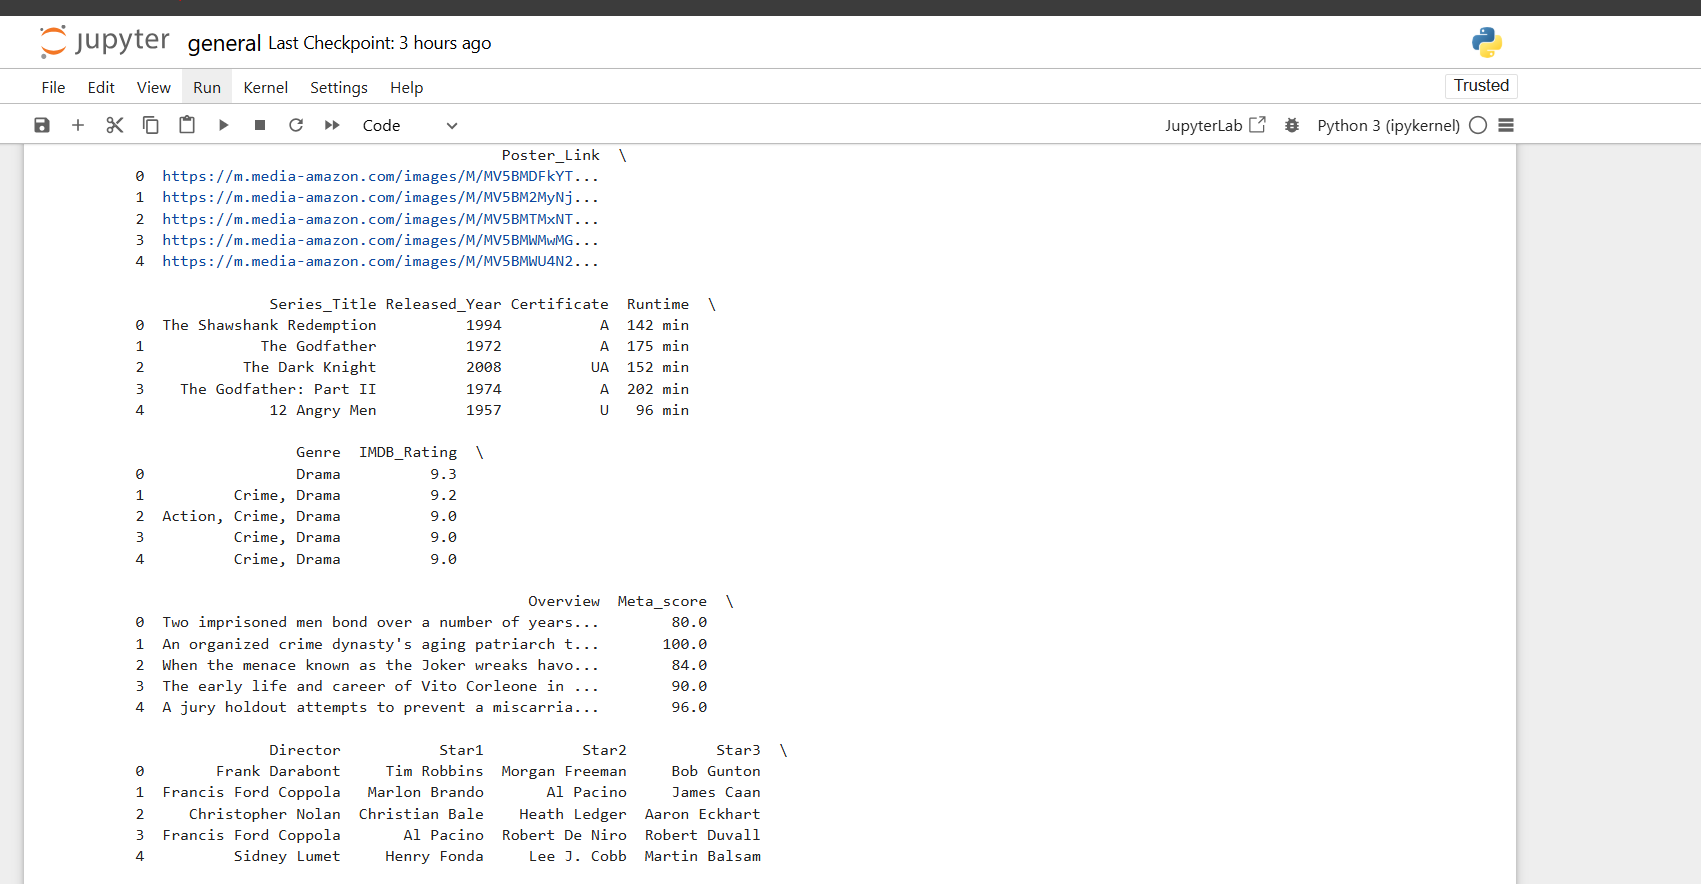 jupyter general Last Checkpoint: 3 hours ago
File Edit View Run Kernel Settings Help Trusted
Code JupyterLab Python 3 (ipykernel)
Poster_Link \
0 https://m.media-amazon.com/images/M/MV5BMDFkYT...
1 https://m.media-amazon.com/images/M/MV5BM2MyNj...
2 https://m.media-amazon.com/images/M/MV5BMTMxNT...
3 https://m.media-amazon.com/images/M/MV5BMWMwMG...
4 https://m.media-amazon.com/images/M/MV5BMWU4N2...
Series_Title Released_Year Certificate Runtime \
0 The Shawshank Redemption 1994 A 142 min
1 The Godfather 1972 A 175 min
2 The Dark Knight 2008 UA 152 min
3 The Godfather: Part II 1974 A 202 min
4 12 Angry Men 1957 U 96 min
Genre IMDB_Rating \
0 Drama 9.3
1 Crime, Drama 9.2
2 Action, Crime, Drama 9.0
3 Crime, Drama 9.0
4 Crime, Drama 9.0
Overview Meta_score \
0 Two imprisoned men bond over a number of years... 80.0
1 An organized crime dynasty's aging patriarch t... 100.0
2 When the menace known as the Joker wreaks havo... 84.0
3 The early life and career of Vito Corleone in ... 90.0
4 A jury holdout attempts to prevent a miscarria... 96.0
Director Star1 Star2 Star3 \
0 Frank Darabont Tim Robbins Morgan Freeman Bob Gunton
1 Francis Ford Coppola Marlon Brando Al Pacino James Caan
2 Christopher Nolan Christian Bale Heath Ledger Aaron Eckhart
3 Francis Ford Coppola Al Pacino Robert De Niro Robert Duvall
4 Sidney Lumet Henry Fonda Lee J. Cobb Martin Balsam